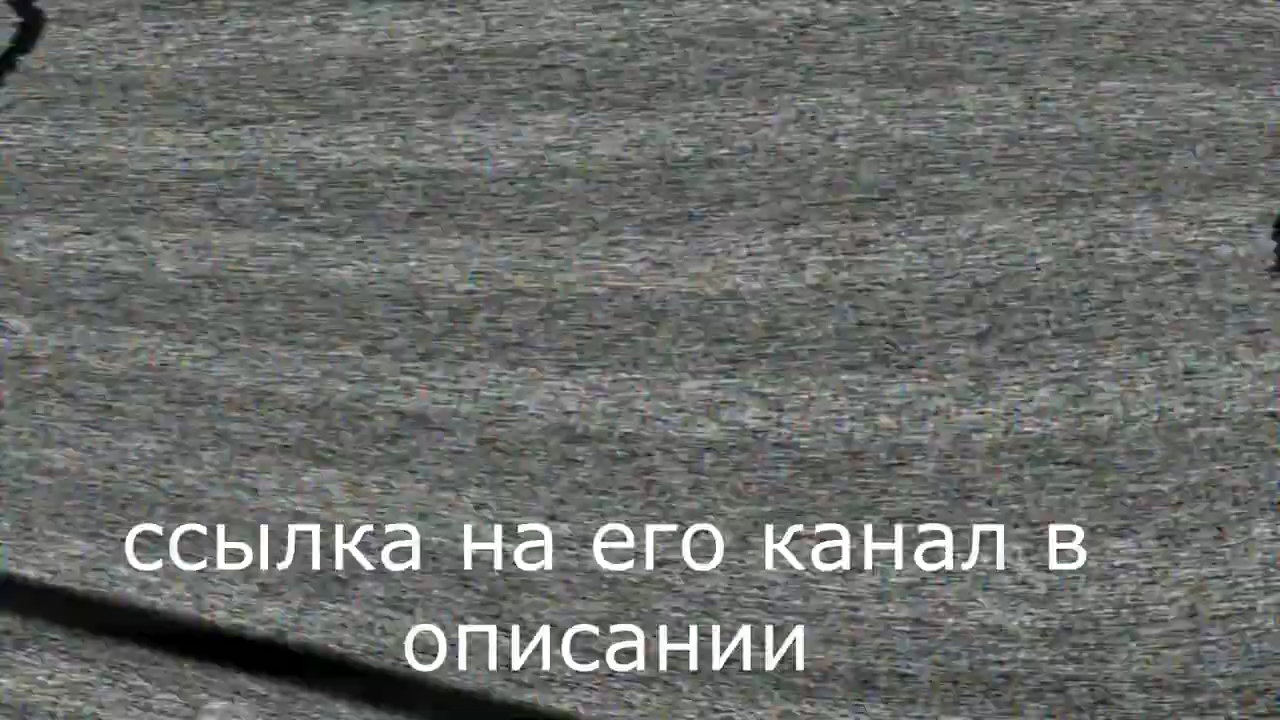 ссылка на его канал в
описании